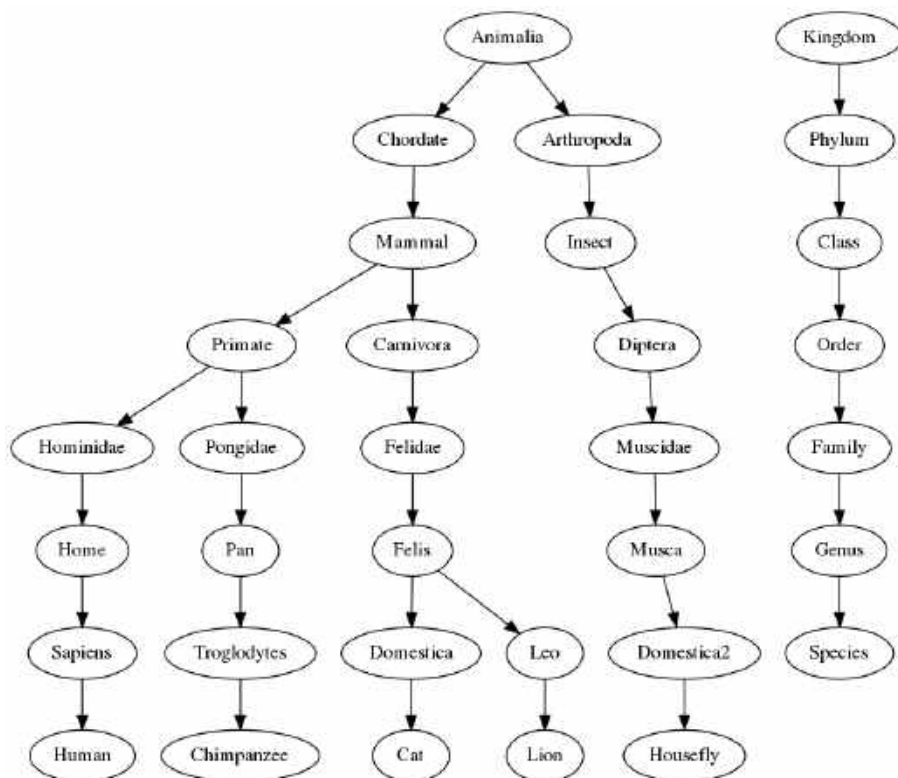 Animalia Kingdom
Chordate Arthropoda Phylum
Mammal Insect Class
Primate Carnivora Diptera Order
Hominidae Pongidae Felidae Muscidae Family
Home Pan Felis Musca Genus
Sapiens Troglodytes Domestica Leo Domestica2 Species
Human Chimpanzee Cat Lion Housefly